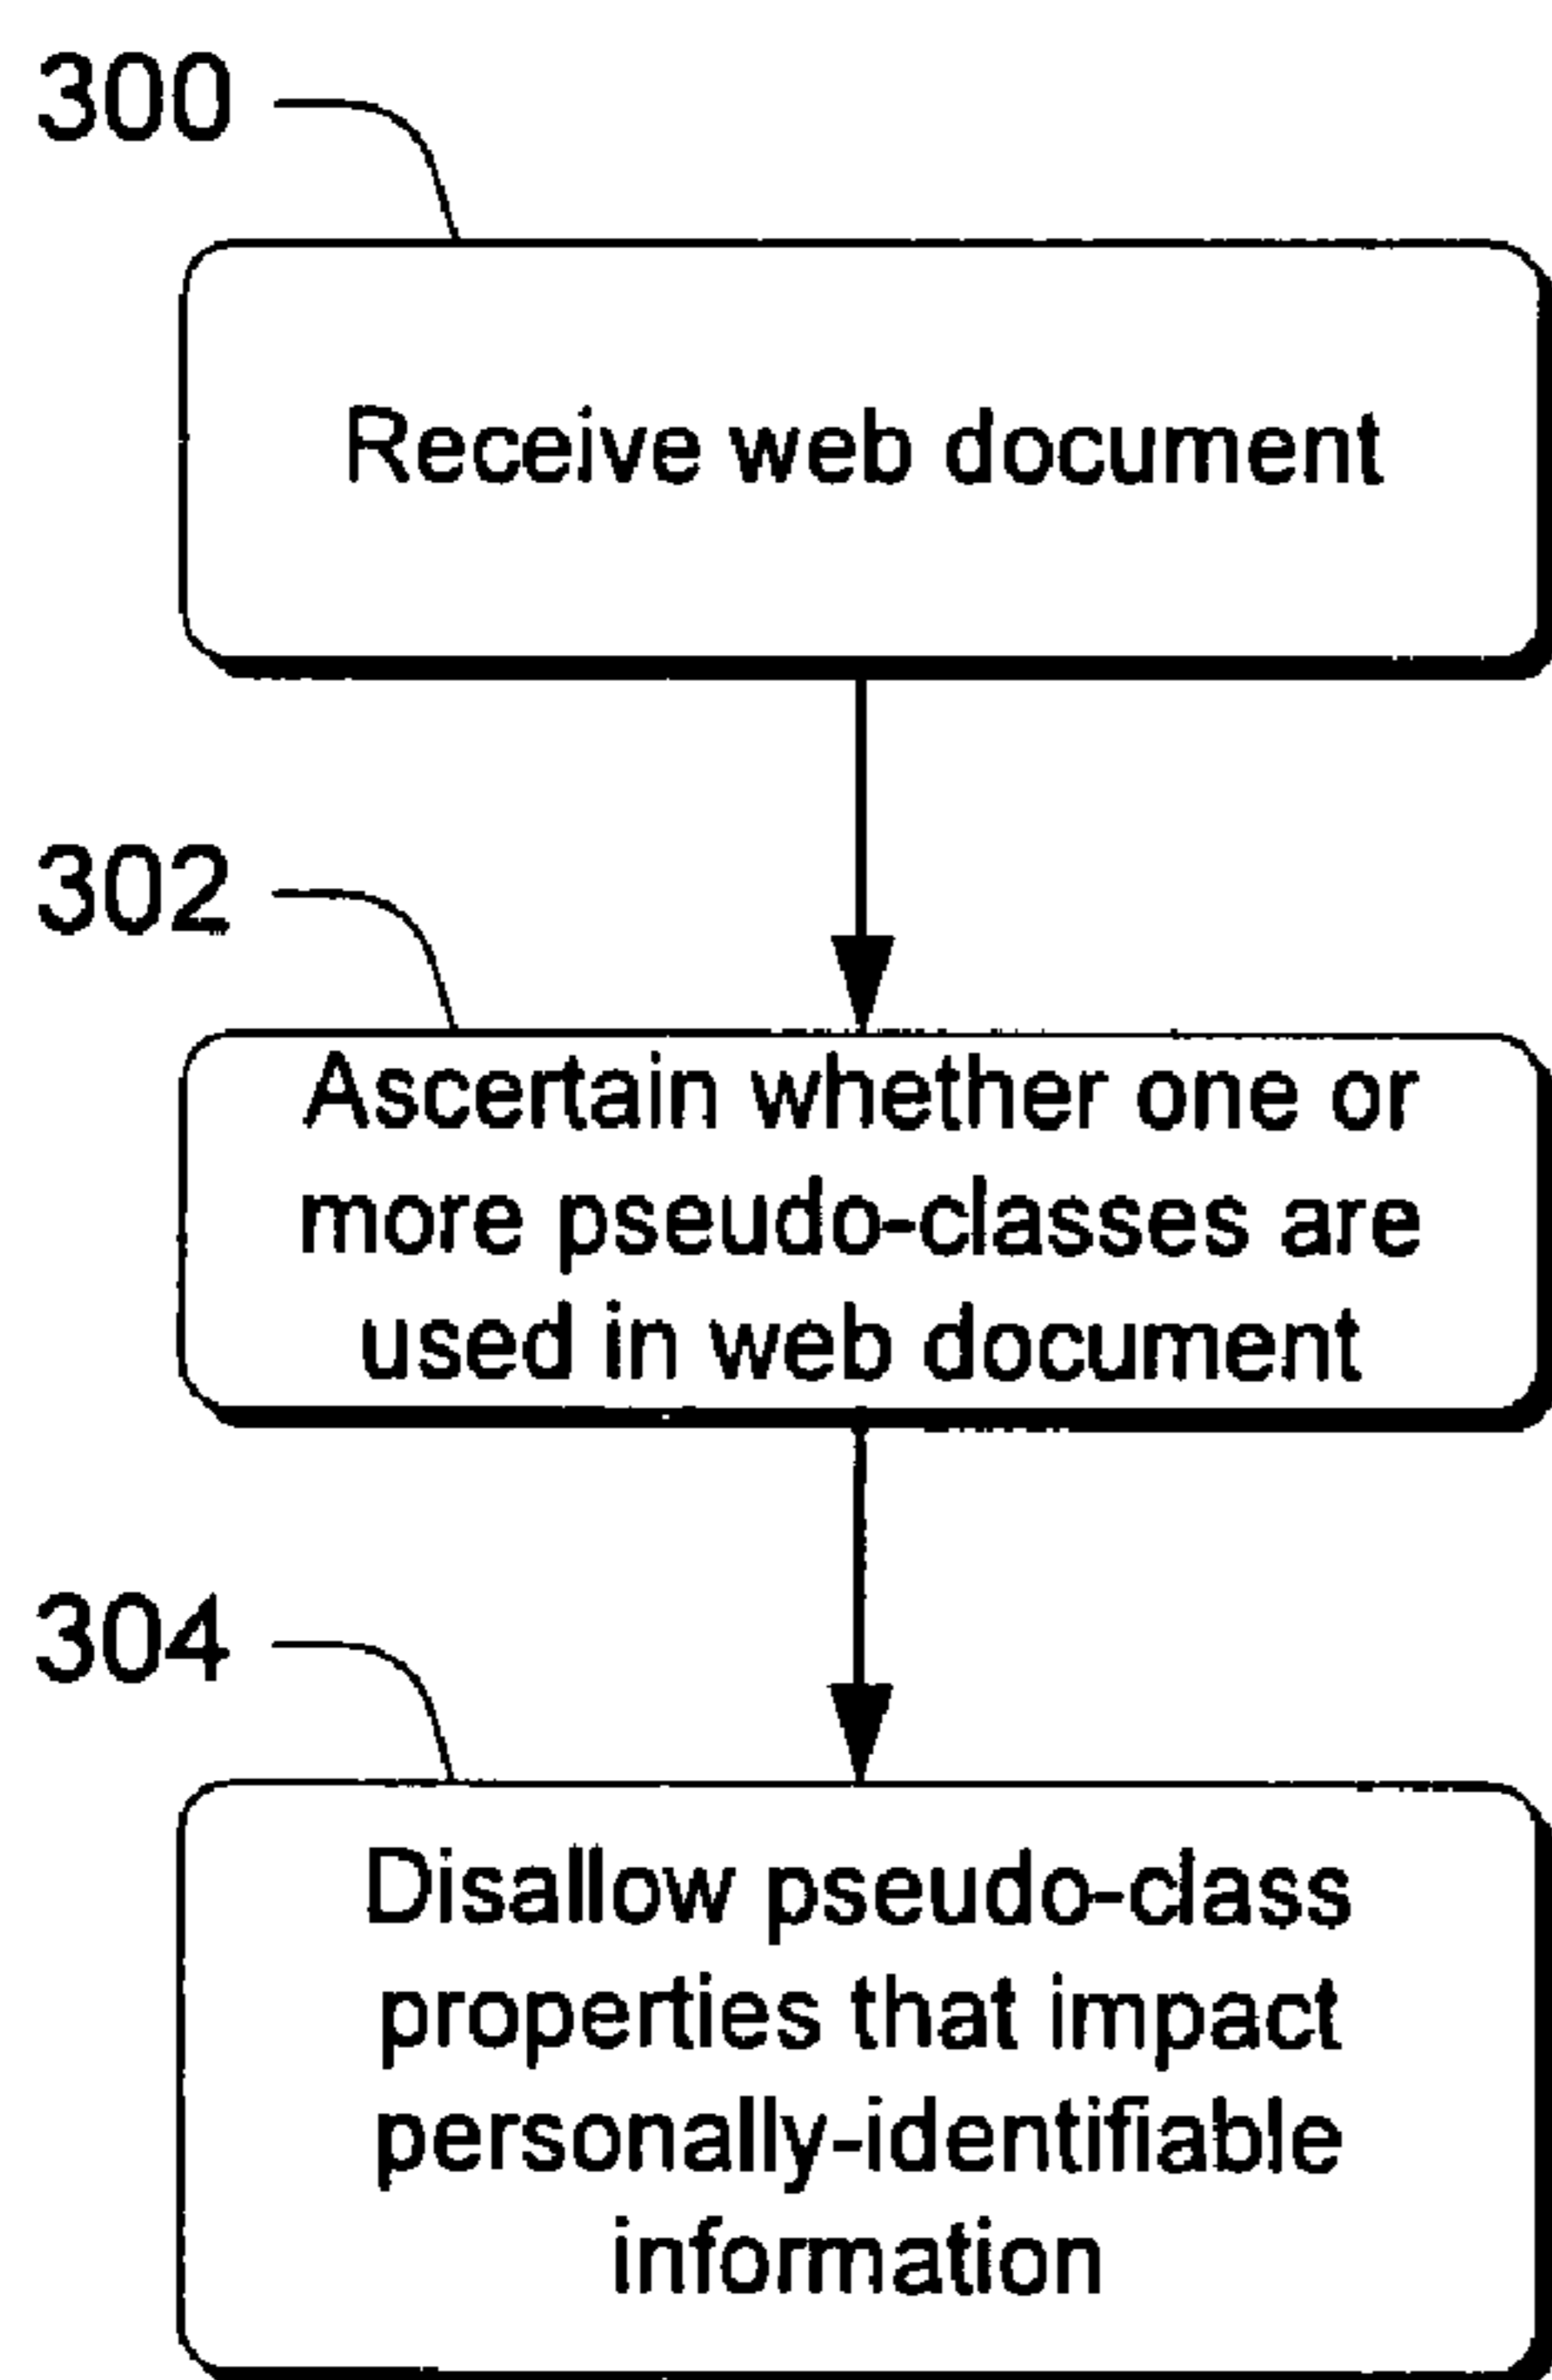 300
Receive web document
302
Ascertain whether one or
more pseudo-classes are
used in web document
304
Disallow pseudo-class
properties that impact
personally-identifiable
information